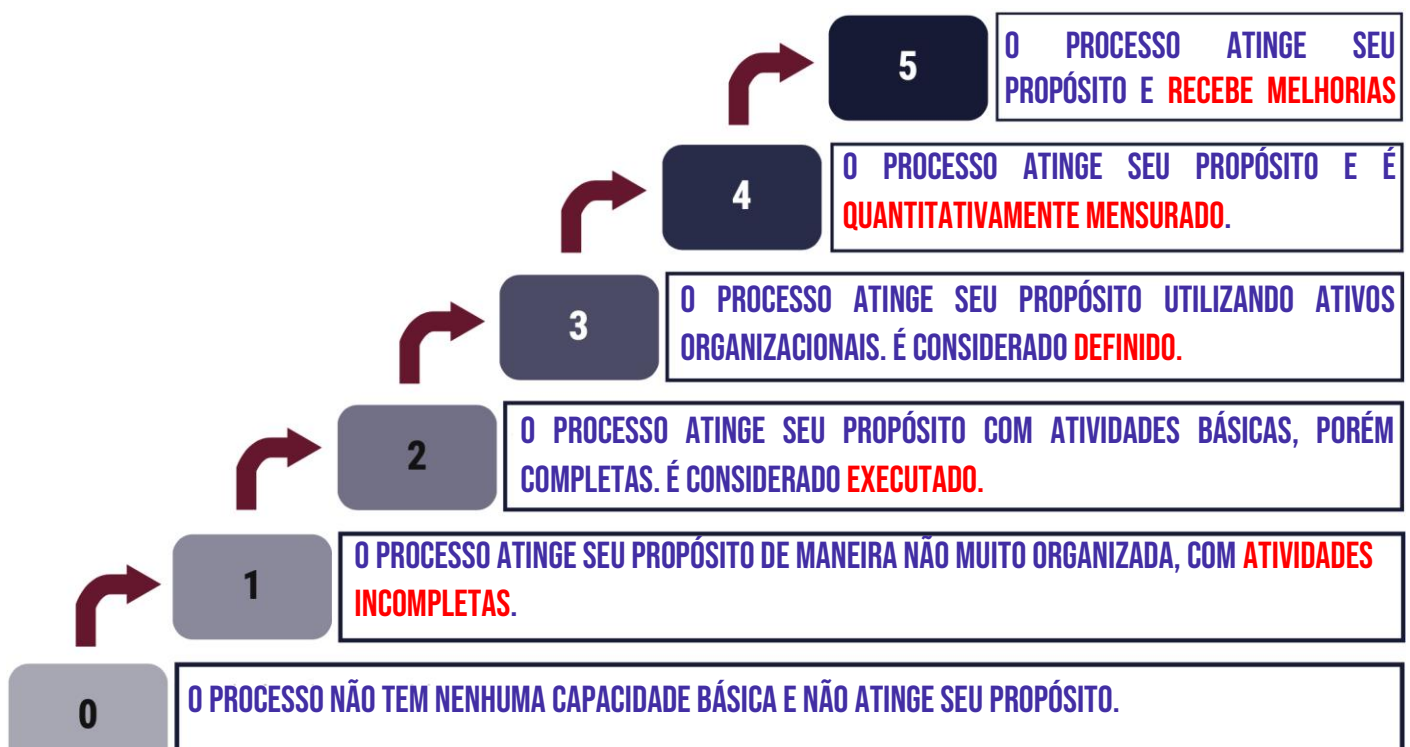 5
O PROCESSO ATINGE SEU
PROPÓSITO E RECEBE MELHORIAS
4
O PROCESSO ATINGE SEU PROPÓSITO E É
QUANTITATIVAMENTE MENSURADO.
3
O PROCESSO ATINGE SEU PROPÓSITO UTILIZANDO ATIVOS
ORGANIZACIONAIS. É CONSIDERADO DEFINIDO.
2
O PROCESSO ATINGE SEU PROPÓSITO COM ATIVIDADES BÁSICAS, PORÉM
COMPLETAS. É CONSIDERADO EXECUTADO.
1
O PROCESSO ATINGE SEU PROPÓSITO DE MANEIRA NÃO MUITO ORGANIZADA, COM ATIVIDADES
INCOMPLETAS.
0
O PROCESSO NÃO TEM NENHUMA CAPACIDADE BÁSICA E NÃO ATINGE SEU PROPÓSITO.